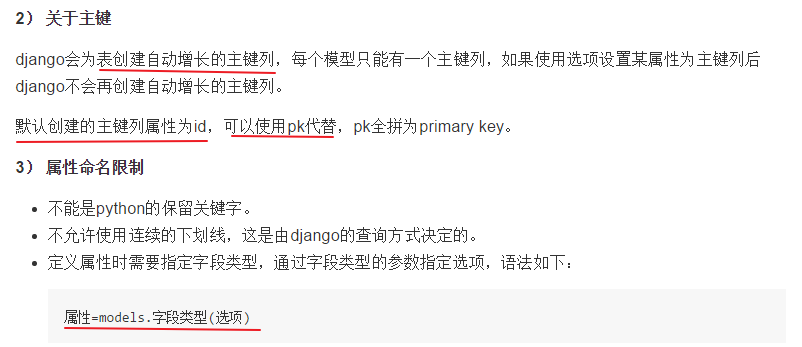 2） 关于主键
django会为表创建自动增长的主键列，每个模型只能有一个主键列，如果使用选项设置某属性为主键列后
django不会再创建自动增长的主键列。
默认创建的主键列属性为id，可以使用pk代替，pk全拼为primary key。
3） 属性命名限制
• 不能是python的保留关键字。
• 不允许使用连续的下划线，这是由django的查询方式决定的。
• 定义属性时需要指定字段类型，通过字段类型的参数指定选项，语法如下：
属性=models.字段类型(选项)